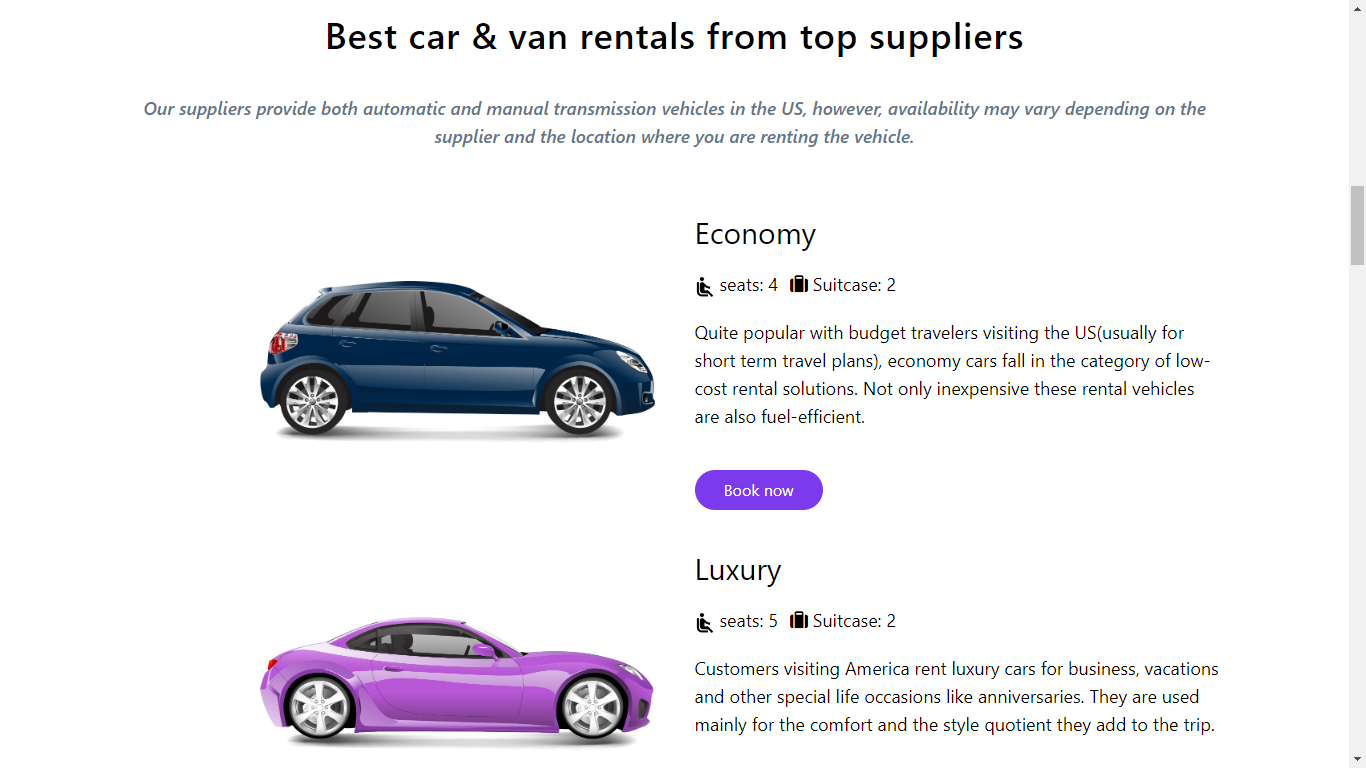 Best car & van rentals from top suppliers
Our suppliers provide both automatic and manual transmission vehicles in the US, however, availability may vary depending on the
supplier and the location where you are renting the vehicle.
Economy
seats: 4 Suitcase: 2
Quite popular with budget travelers visiting the US(usually for
short term travel plans), economy cars fall in the category of low-
cost rental solutions. Not only inexpensive these rental vehicles
are also fuel-efficient.
Book now
Luxury
seats: 5 Suitcase: 2
Customers visiting America rent luxury cars for business, vacations
and other special life occasions like anniversaries. They are used
mainly for the comfort and the style quotient they add to the trip.